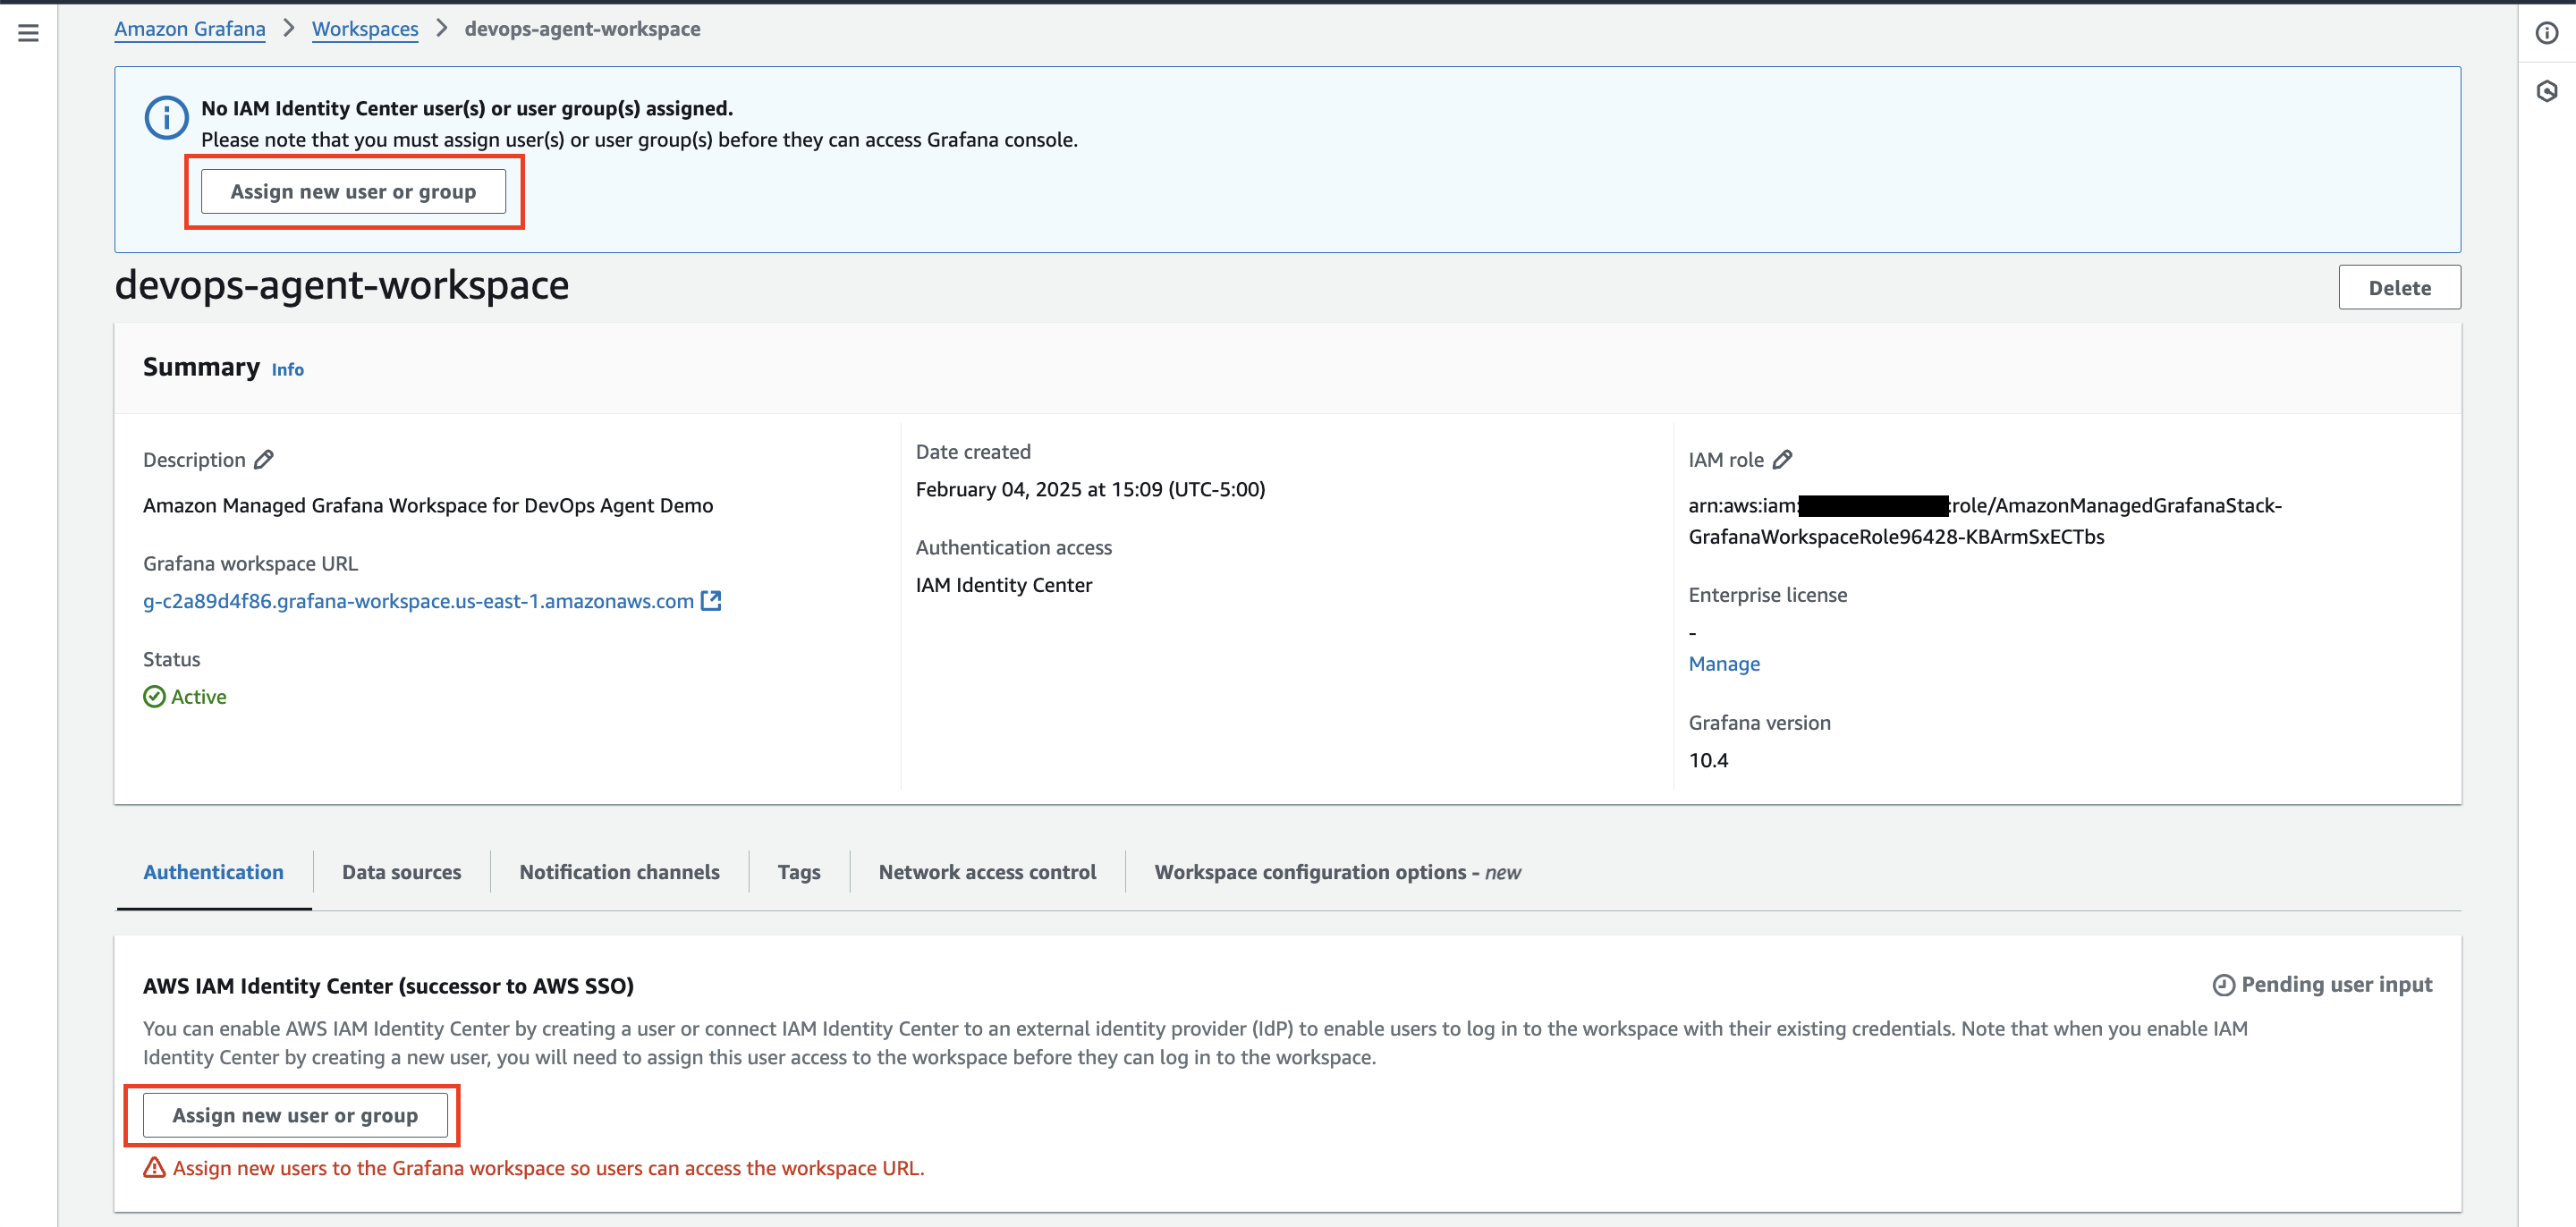 Amazon Grafana > Workspaces > devops-agent-workspace
No IAM Identity Center user(s) or user group(s) assigned.
Please note that you must assign user(s) or user group(s) before they can access Grafana console.
Assign new user or group
devops-agent-workspace
Delete
Summary Info
Description
Amazon Managed Grafana Workspace for DevOps Agent Demo
Grafana workspace URL
g-c2a89d4f86.grafana-workspace.us-east-1.amazonaws.com
Status
Active
Date created
February 04, 2025 at 15:09 (UTC-5:00)
Authentication access
IAM Identity Center
IAM role
arn:aws:iam: :role/AmazonManagedGrafanaStack-
GrafanaWorkspaceRole96428-KBArmSxECTbs
Enterprise license
-
Manage
Grafana version
10.4
Authentication
Data sources
Notification channels
Tags
Network access control
Workspace configuration options - new
AWS IAM Identity Center (successor to AWS SSO)
Pending user input
You can enable AWS IAM Identity Center by creating a user or connect IAM Identity Center to an external identity provider (IdP) to enable users to log in to the workspace with their existing credentials. Note that when you enable IAM
Identity Center by creating a new user, you will need to assign this user access to the workspace before they can log in to the workspace.
Assign new user or group
Assign new users to the Grafana workspace so users can access the workspace URL.